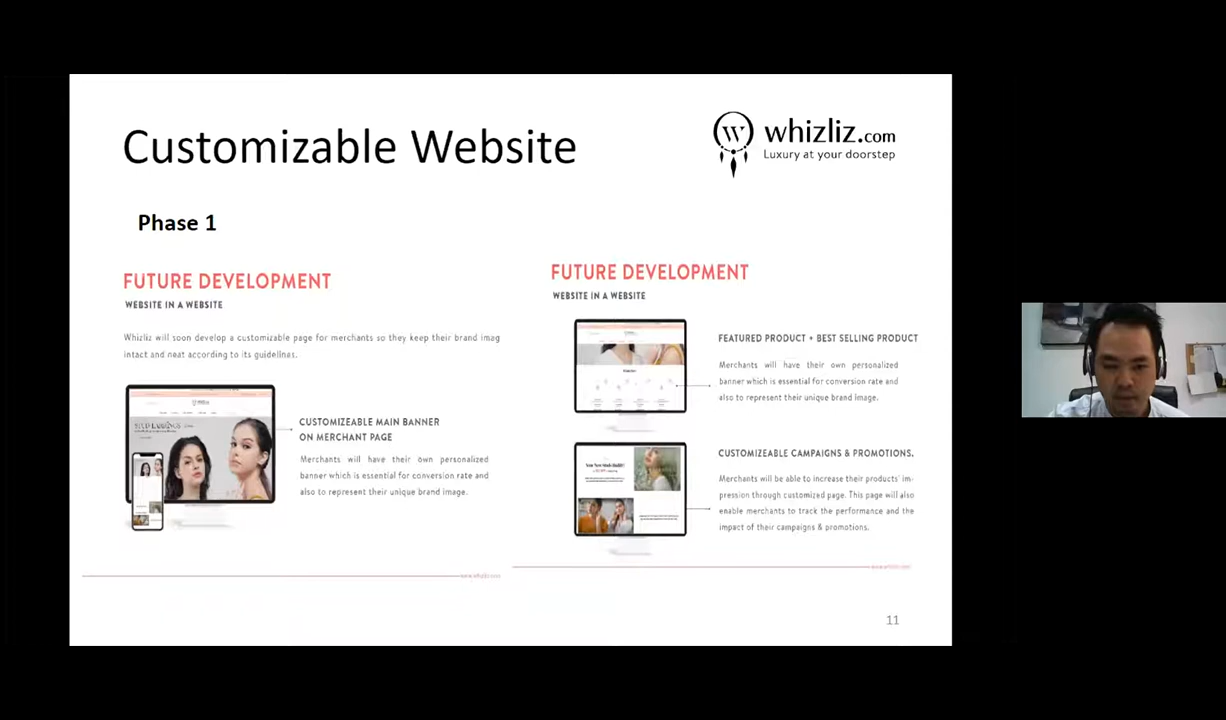 Customizable Website
whizliz.com
Luxury at your doorstep
Phase 1
FUTURE DEVELOPMENT
WEBSITE IN A WEBSITE
Whizliz will soon develop a customizable page for merchants so they keep their brand imag
intact and neat according to its guidelines.
CUSTOMIZEABLE MAIN BANNER
ON MERCHANT PAGE
Merchants will have their own personalized
banner which is essential for conversion rate and
also to represent their unique brand image.
FUTURE DEVELOPMENT
WEBSITE IN A WEBSITE
FEATURED PRODUCT + BEST SELLING PRODUCT
Merchants will have their own personalized
banner which is essential for conversion rate and
also to represent their unique brand image.
CUSTOMIZEABLE CAMPAIGNS & PROMOTIONS.
Merchants will be able to increase their products' im-
pression through customized page. This page will also
enable merchants to track the performance and the
impact of their campaigns & promotions.
11